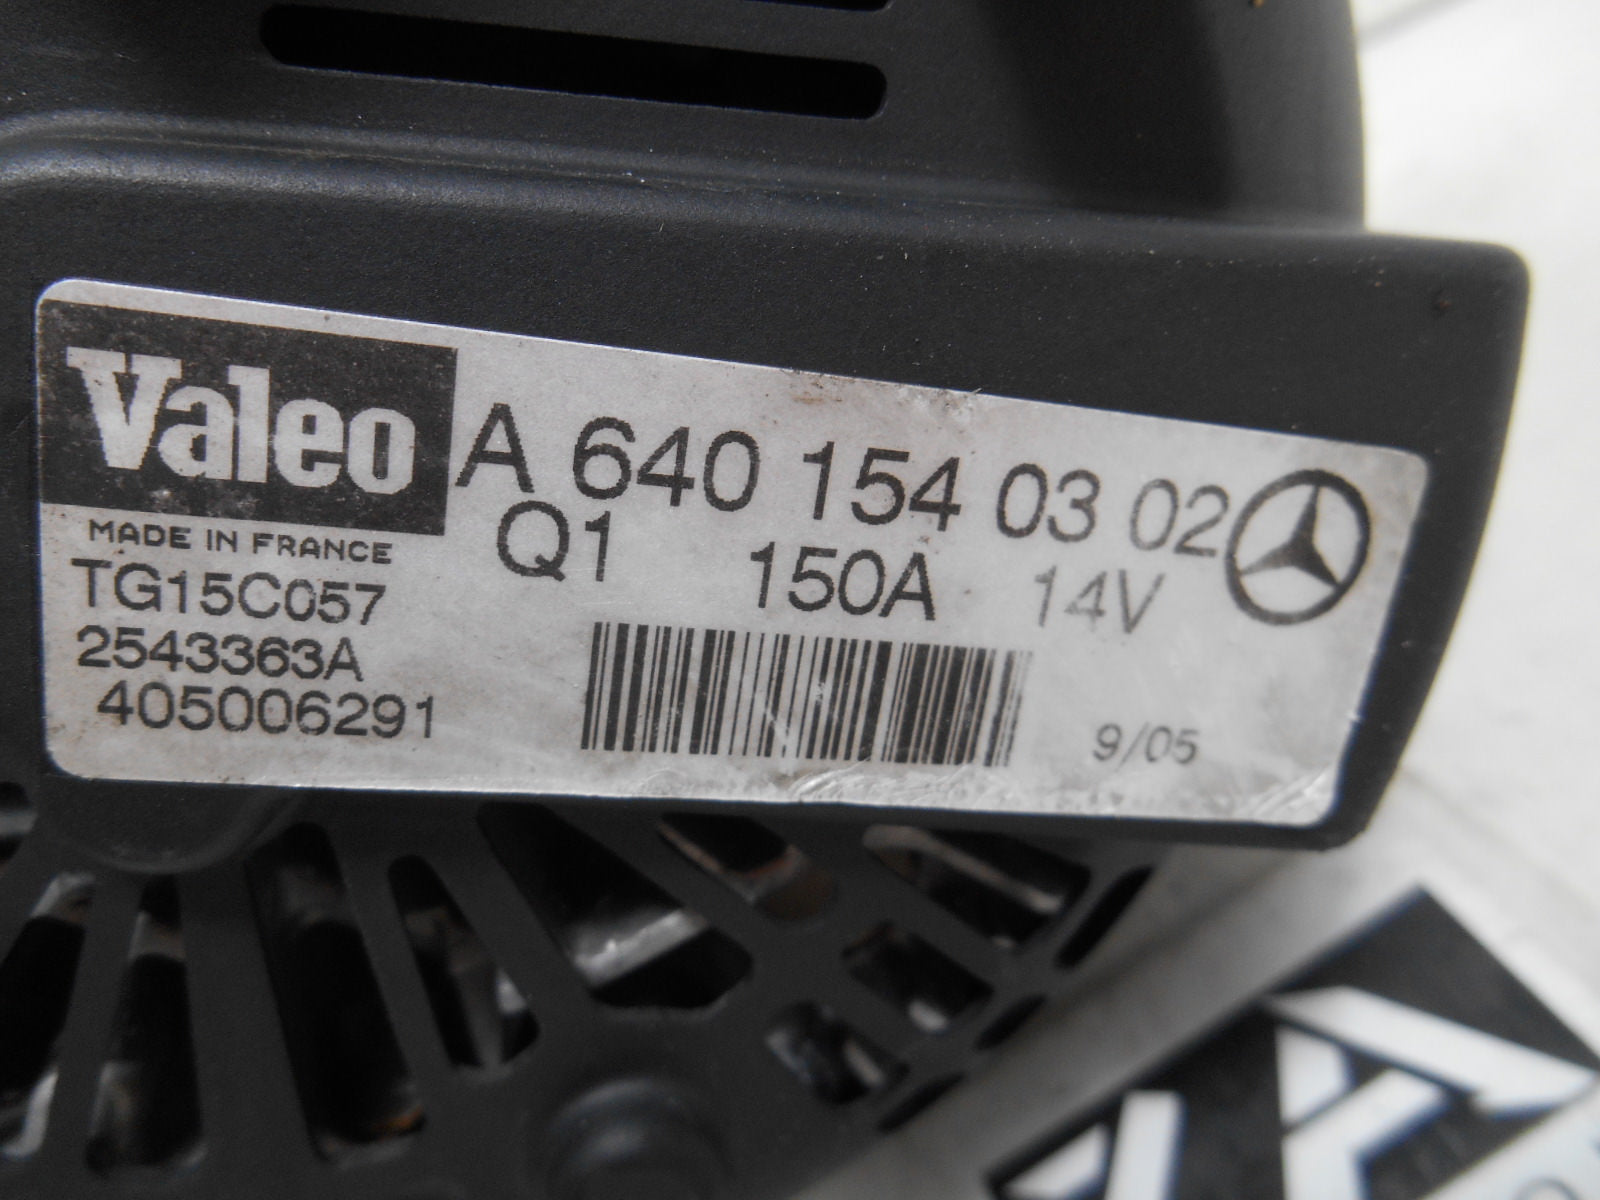 Valeo
MADE IN FRANCE
TG15C057
2543363A
405006291
A 640 154 03 02
Q1 150A 14V
9/05